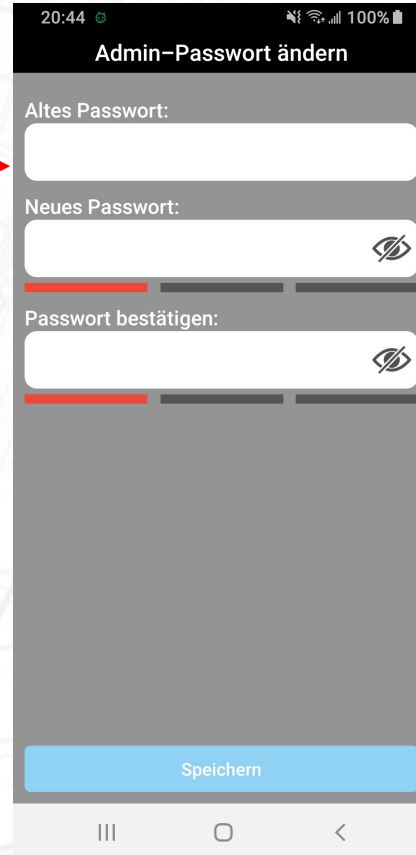 20:44 100%
Admin-Passwort ändern
Altes Passwort:
Neues Passwort:
Passwort bestätigen:
Speichern